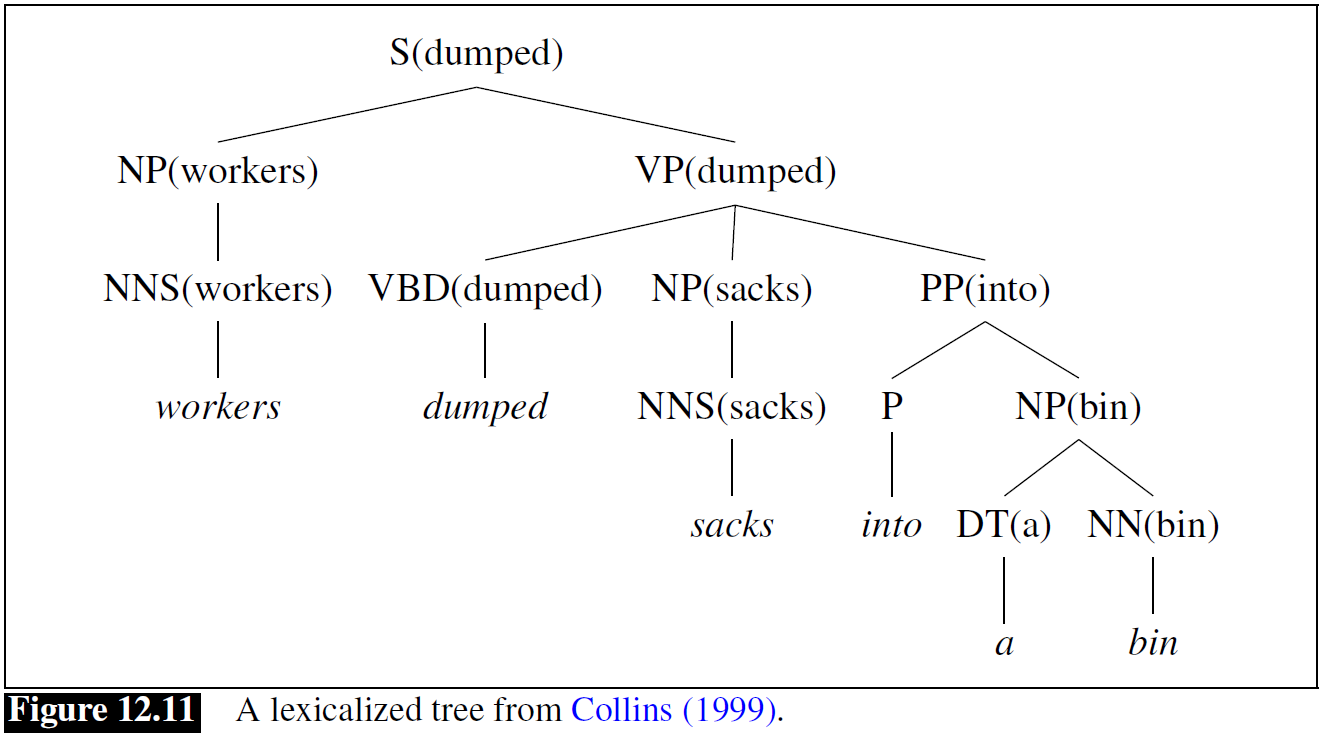 S(dumped)
NP(workers) VP(dumped)
NNS(workers) VBD(dumped) NP(sacks) PP(into)
workers dumped NNS(sacks) P NP(bin)
sacks into DT(a) NN(bin)
a bin
Figure 12.11 A lexicalized tree from Collins (1999).